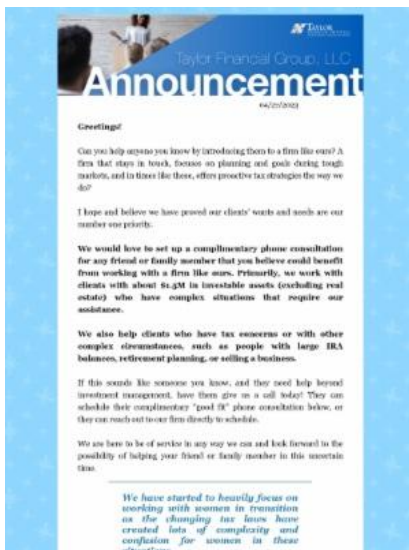 TAYLOR
Taylor Financial Group, LLC
Announcement
04/21/2023
Greetings!
Can you help anyone you know by introducing them to a firm like ours? A
firm that stays in touch, focuses on planning and goals during tough
markets, and in times like these, offers proactive tax strategies the way we
do?
I hope and believe we have proved our clients' wants and needs are our
number one priority.
We would love to set up a complimentary phone consultation
for any friend or family member that you believe could benefit
from working with a firm like ours. Primarily, we work with
clients with about $1.5M in investable assets (excluding real
estate) who have complex situations that require our
assistance.
We also help clients who have tax concerns or with other
complex circumstances, such as people with large IRA
balances, retirement planning, or selling a business.
If this sounds like someone you know, and they need help beyond
investment management, have them give us a call today! They can
schedule their complimentary "good fit" phone consultation below, or
they can reach out to our firm directly to schedule.
We are here to be of service in any way we can and look forward to the
possibility of helping your friend or family member in this uncertain
time.
We have started to heavily focus on
working with women in transition
as the changing tax laws have
created lots of complexity and
confusion for women in these